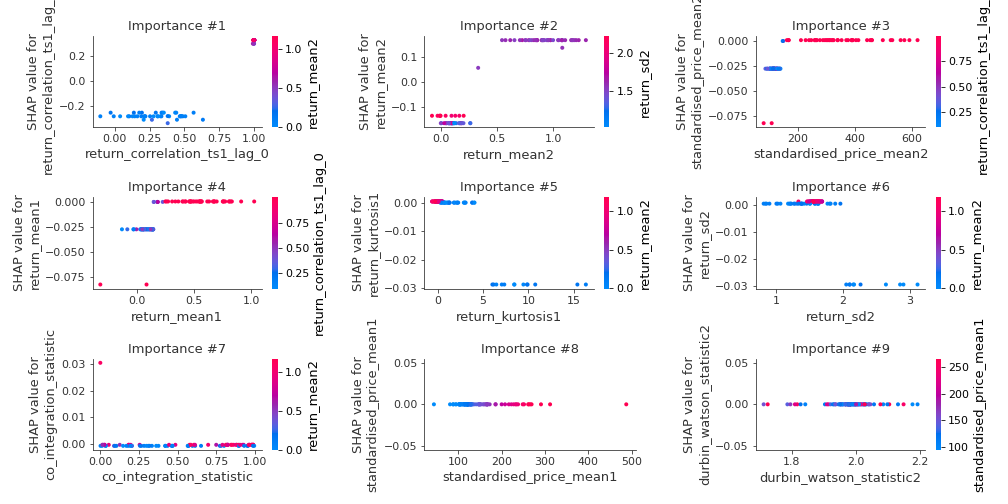 Importance #1
SHAP value for
return_correlation_ts1_lag_
0.0
−0.2
0.00 0.25 0.50 0.75 1.00
return_correlation_ts1_lag_0
1.0
0.5
0.0
return_mean2
Importance #2
SHAP value for
return_mean2
0.1
0.0
−0.1
0.0 0.5 1.0
return_mean2
2.0
1.5
return_sd2
Importance #3
SHAP value for
standardised_price_mean2
0.000
−0.025
−0.050
−0.075
200 400 600
standardised_price_mean2
0.75
0.50
0.25
return_correlation_ts1_lag_0
Importance #4
SHAP value for
return_mean1
0.000
−0.025
−0.050
−0.075
0.0 0.5 1.0
return_mean1
0.75
0.50
0.25
return_correlation_ts1_lag_0
Importance #5
SHAP value for
return_kurtosis1
0.00
−0.01
−0.02
−0.03
0 5 10 15
return_kurtosis1
1.0
0.5
0.0
return_mean2
Importance #6
SHAP value for
return_sd2
0.00
−0.01
−0.02
−0.03
1 2 3
return_sd2
1.0
0.5
0.0
return_mean2
Importance #7
SHAP value for
co_integration_statistic
0.03
0.02
0.01
0.00
0.00 0.25 0.50 0.75 1.00
co_integration_statistic
1.0
0.5
0.0
return_mean2
Importance #8
SHAP value for
standardised_price_mean1
0.05
0.00
−0.05
100 200 300 400 500
standardised_price_mean1
Importance #9
SHAP value for
durbin_watson_statistic2
0.05
0.00
−0.05
1.8 2.0 2.2
durbin_watson_statistic2
250
200
150
100
standardised_price_mean1